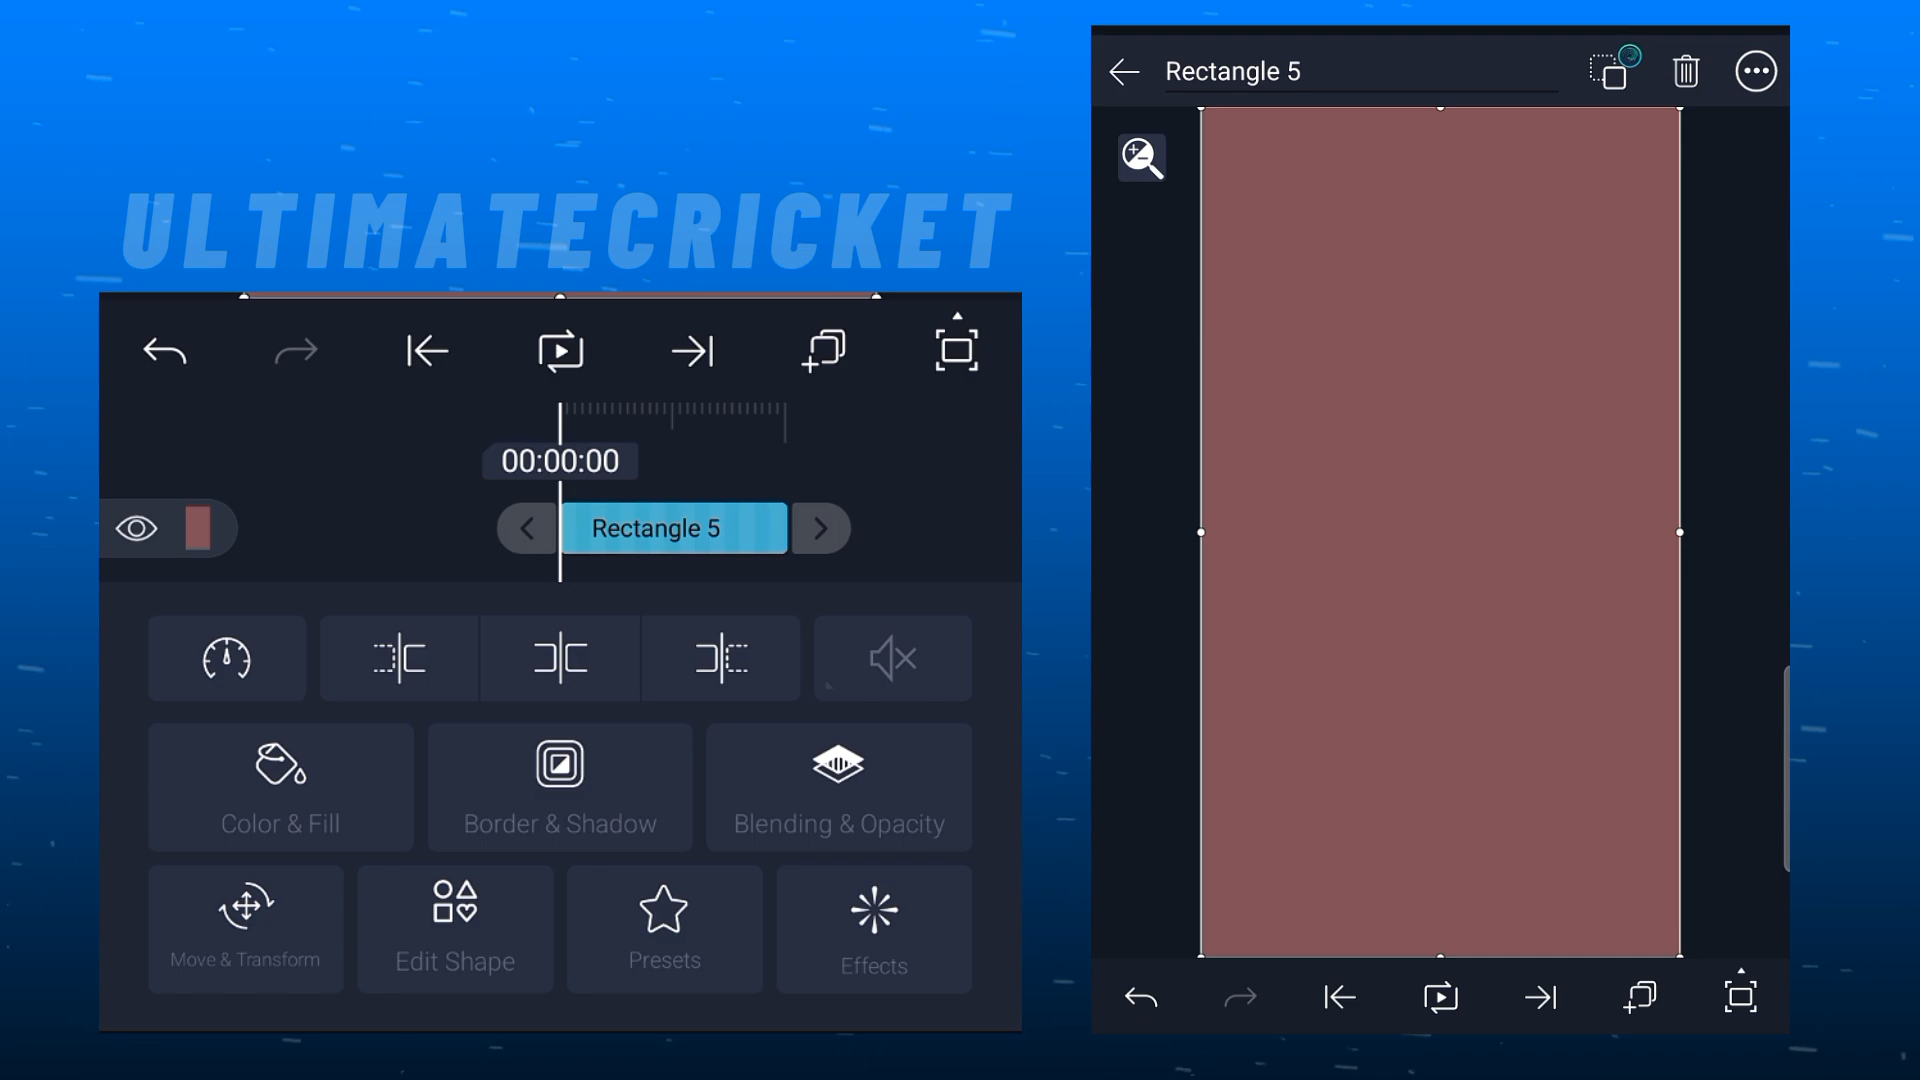 ULTIMATECRICKET
00:00:00
Rectangle 5
Color & Fill
Border & Shadow
Blending & Opacity
Move & Transform
Edit Shape
Presets
Effects
Rectangle 5